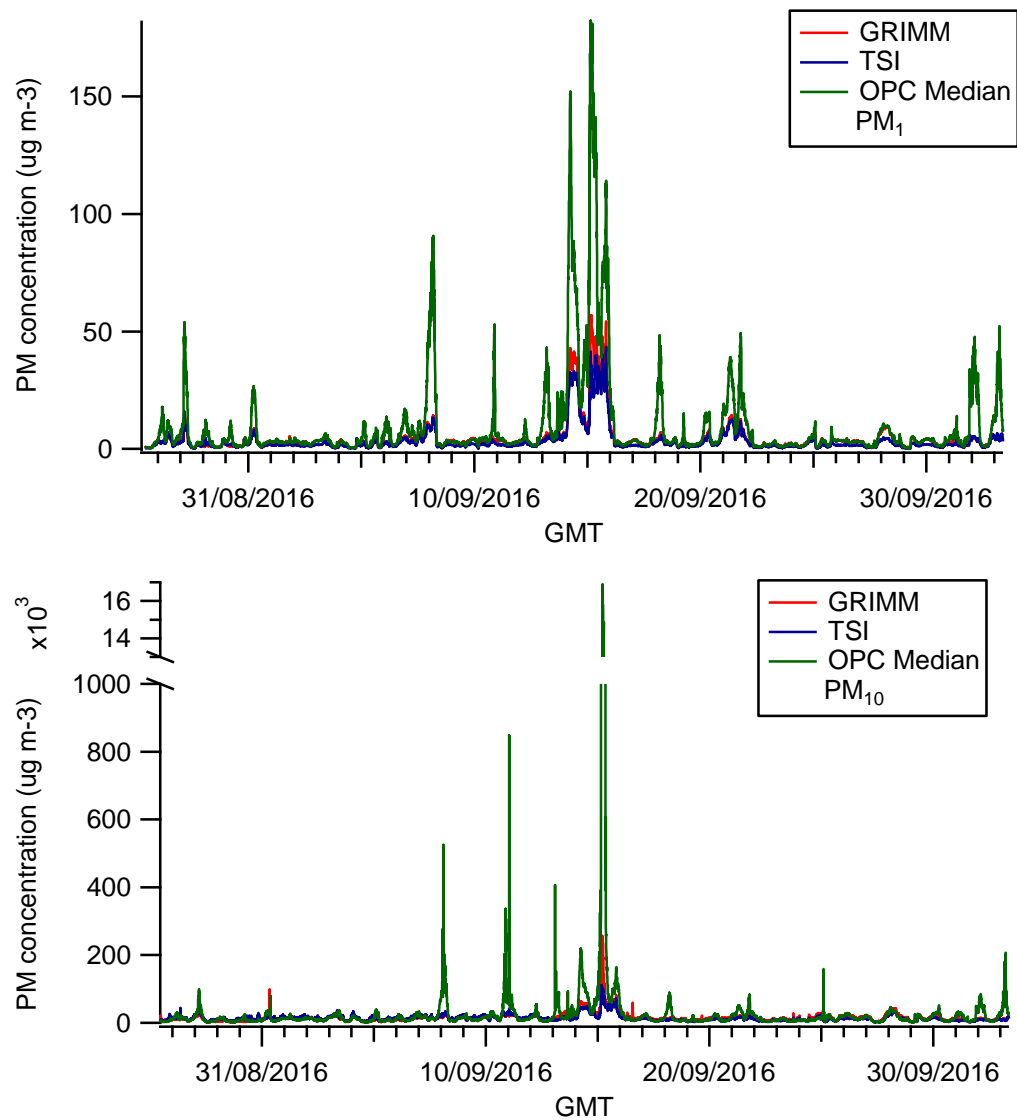 GRIMM
TSI
OPC Median
PM₁
PM concentration (ug m-3)
150
100
50
0
31/08/2016
10/09/2016
20/09/2016
30/09/2016
GMT
GRIMM
TSI
OPC Median
PM₁₀
x10³
16
14
PM concentration (ug m-3)
1000
800
600
400
200
0
31/08/2016
10/09/2016
20/09/2016
30/09/2016
GMT